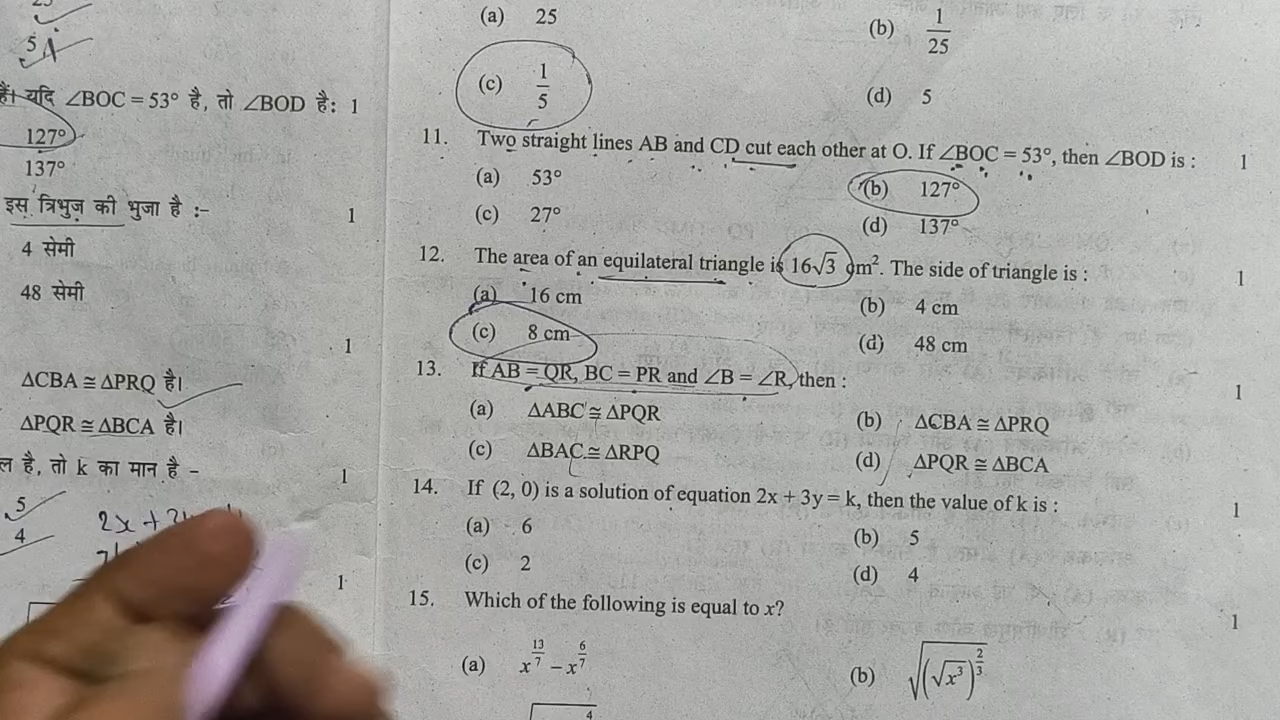 5
हैं। यदि ∠BOC = 53° है, तो ∠BOD है: 1
127°
137°
इस त्रिभुज की भुजा है :- 1
4 सेमी
48 सेमी
1
ΔCBA ≅ ΔPRQ है।
ΔPQR ≅ ΔBCA है।
ल है, तो k का मान है - 1
5
4
2x +
1
(a) 25
(b) 1/25
(c) 1/5
(d) 5
11. Two straight lines AB and CD cut each other at O. If ∠BOC = 53°, then ∠BOD is : 1
(a) 53°
(b) 127°
(c) 27°
(d) 137°
12. The area of an equilateral triangle is 16√3 cm². The side of triangle is : 1
(a) 16 cm
(b) 4 cm
(c) 8 cm
(d) 48 cm
13. If AB = QR, BC = PR and ∠B = ∠R, then : 1
(a) ΔABC ≅ ΔPQR
(b) ΔCBA ≅ ΔPRQ
(c) ΔBAC ≅ ΔRPQ
(d) ΔPQR ≅ ΔBCA
14. If (2, 0) is a solution of equation 2x + 3y = k, then the value of k is : 1
(a) 6
(b) 5
(c) 2
(d) 4
15. Which of the following is equal to x? 1
(a) x^(13/7) – x^(6/7)
(b) √((√x³)^(2/3))